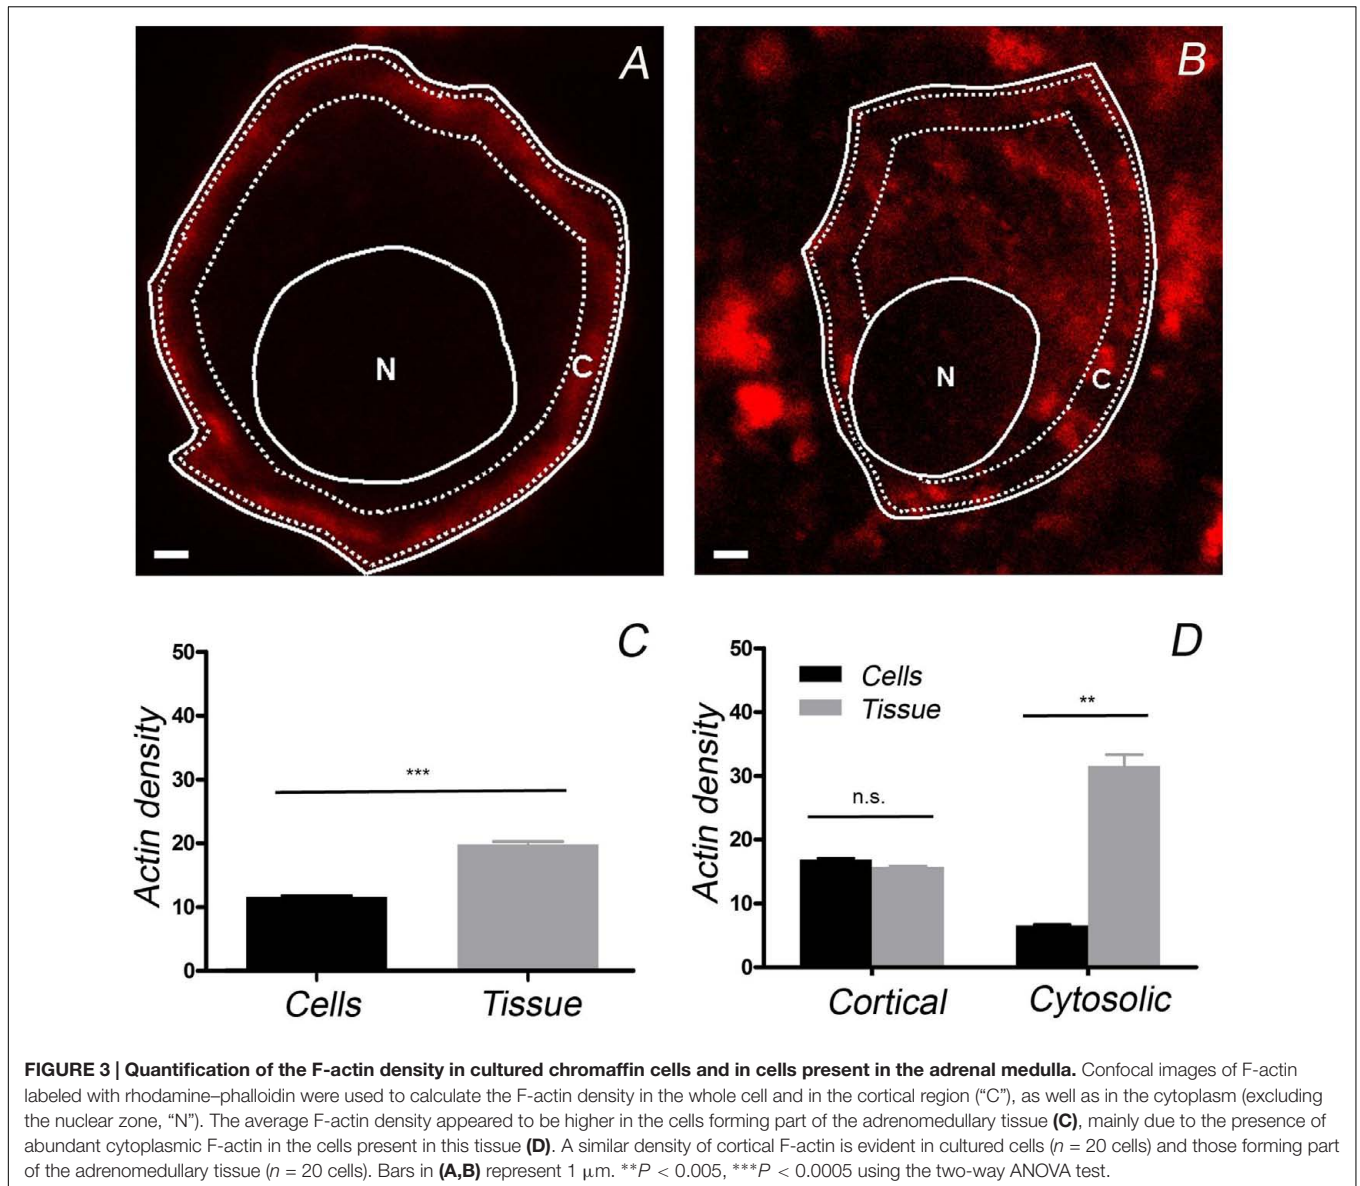 A
B
N
C
N
C
C
50
40
30
20
10
0
Actin density
***
Cells
Tissue
D
50
40
30
20
10
0
Actin density
Cells
Tissue
n.s.
**
Cortical
Cytosolic
FIGURE 3 | Quantification of the F-actin density in cultured chromaffin cells and in cells present in the adrenal medulla. Confocal images of F-actin
labeled with rhodamine–phalloidin were used to calculate the F-actin density in the whole cell and in the cortical region (“C”), as well as in the cytoplasm (excluding
the nuclear zone, “N”). The average F-actin density appeared to be higher in the cells forming part of the adrenomedullary tissue (C), mainly due to the presence of
abundant cytoplasmic F-actin in the cells present in this tissue (D). A similar density of cortical F-actin is evident in cultured cells (n = 20 cells) and those forming part
of the adrenomedullary tissue (n = 20 cells). Bars in (A,B) represent 1 μm. **P < 0.005, ***P < 0.0005 using the two-way ANOVA test.